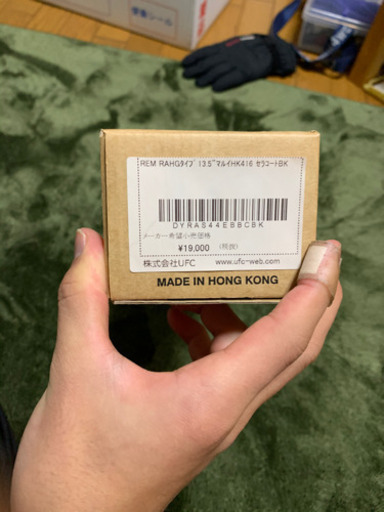 REM RAHGﾀｲﾌﾟ 13.5"ﾏﾙｲHK416 ｾﾗｺｰﾄBK
DYRAS44EBBCBK
メーカー希望小売価格
¥19,000 (税抜)
株式会社UFC www.ufc-web.com
MADE IN HONG KONG